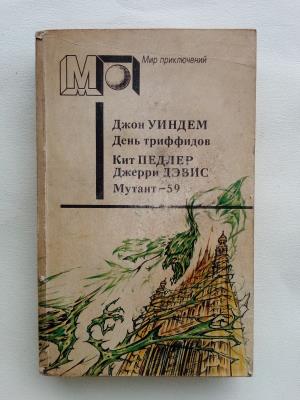 МП
Мир приключений
Джон УИНДЕМ
День триффидов
Кит ПЕДЛЕР
Джерри ДЭВИС
Мутант–59